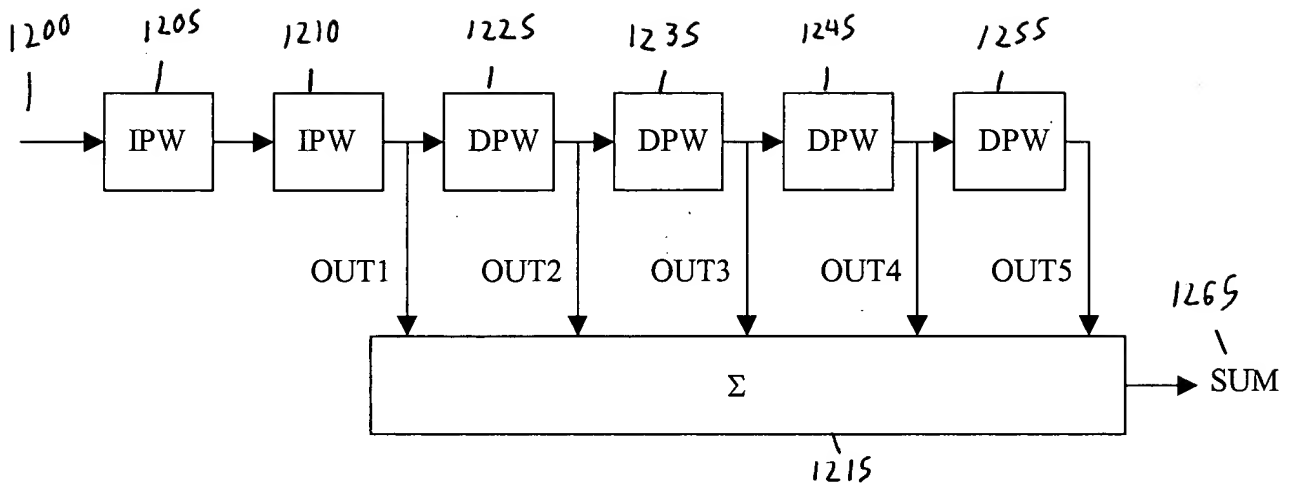 1200 1205 1210 1225 1235 1245 1255
IPW IPW DPW DPW DPW DPW
OUT1 OUT2 OUT3 OUT4 OUT5
1265
Σ SUM
1215